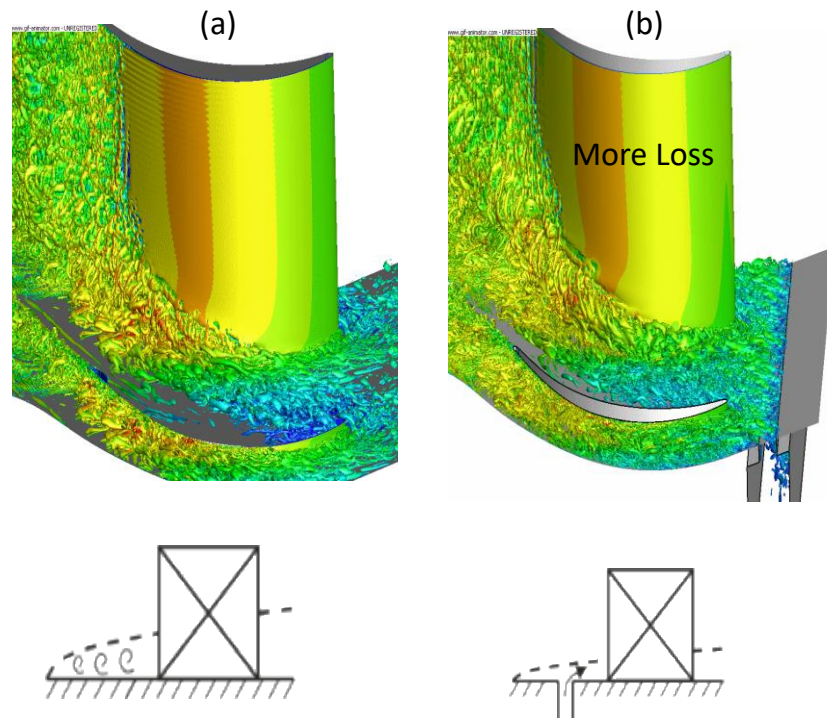 (a)
(b)
www.gif-animator.com - UNREGISTERED
www.gif-animator.com - UNREGISTERED
More Loss